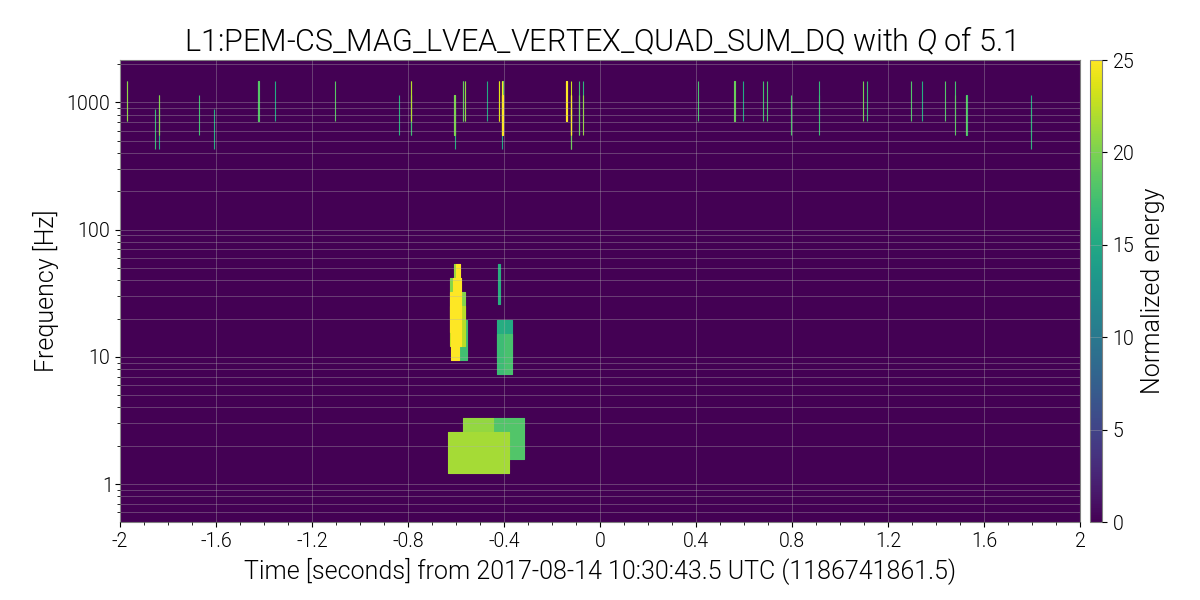 L1:PEM-CS_MAG_LVEA_VERTEX_QUAD_SUM_DQ with Q of 5.1
Frequency [Hz]
1000
100
10
1
-2 -1.6 -1.2 -0.8 -0.4 0 0.4 0.8 1.2 1.6 2
Time [seconds] from 2017-08-14 10:30:43.5 UTC (1186741861.5)
25
20
15
10
5
0
Normalized energy